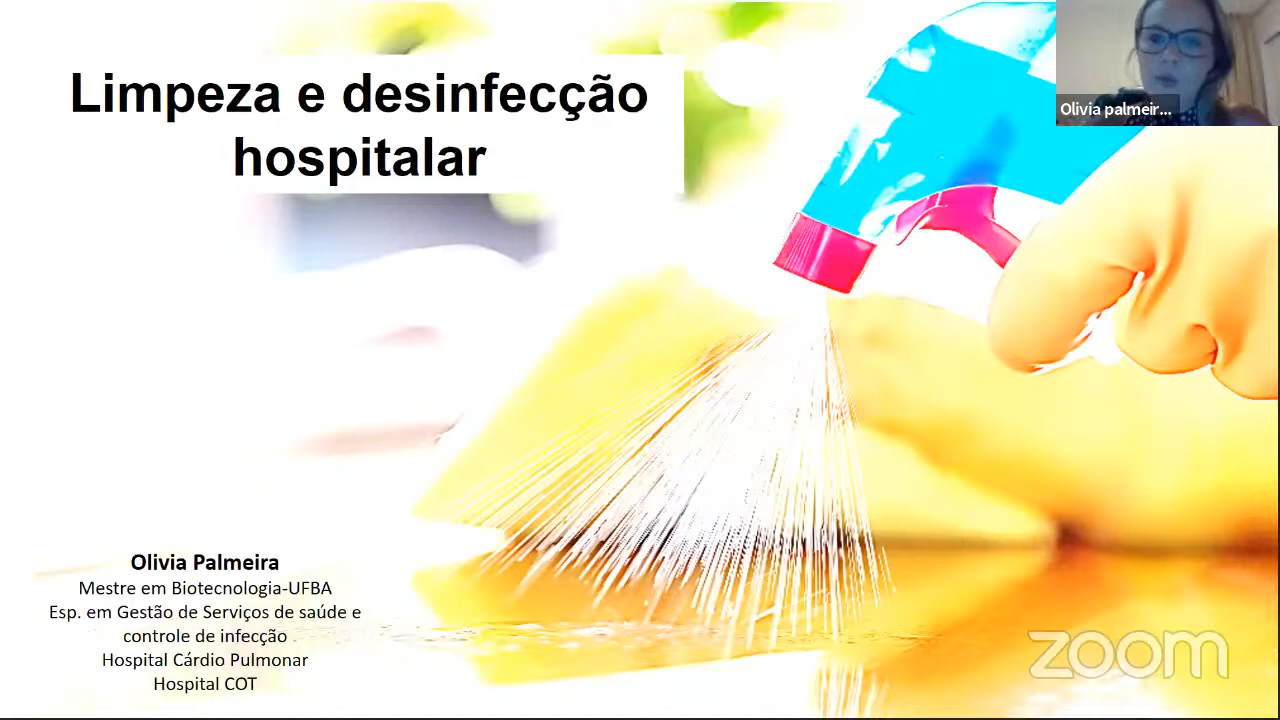 Limpeza e desinfecção
hospitalar
Olivia palmeir...
Olivia Palmeira
Mestre em Biotecnologia-UFBA
Esp. em Gestão de Serviços de saúde e
controle de infecção
Hospital Cárdio Pulmonar
Hospital COT
zoom